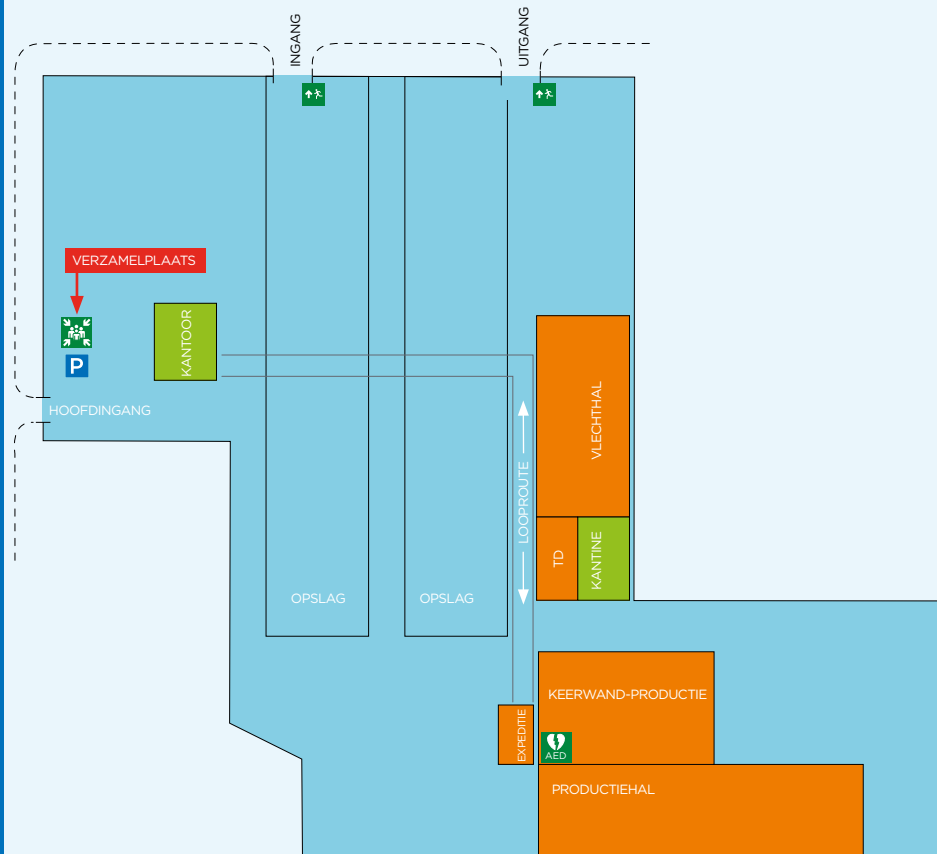 INGANG
UITGANG
VERZAMELPLAATS
P
KANTOOR
HOOFDINGANG
VLECHTHAL
LOOPROUTE
TD
KANTINE
OPSLAG
OPSLAG
KEERWAND-PRODUCTIE
EXPEDITIE
AED
PRODUCTIEHAL